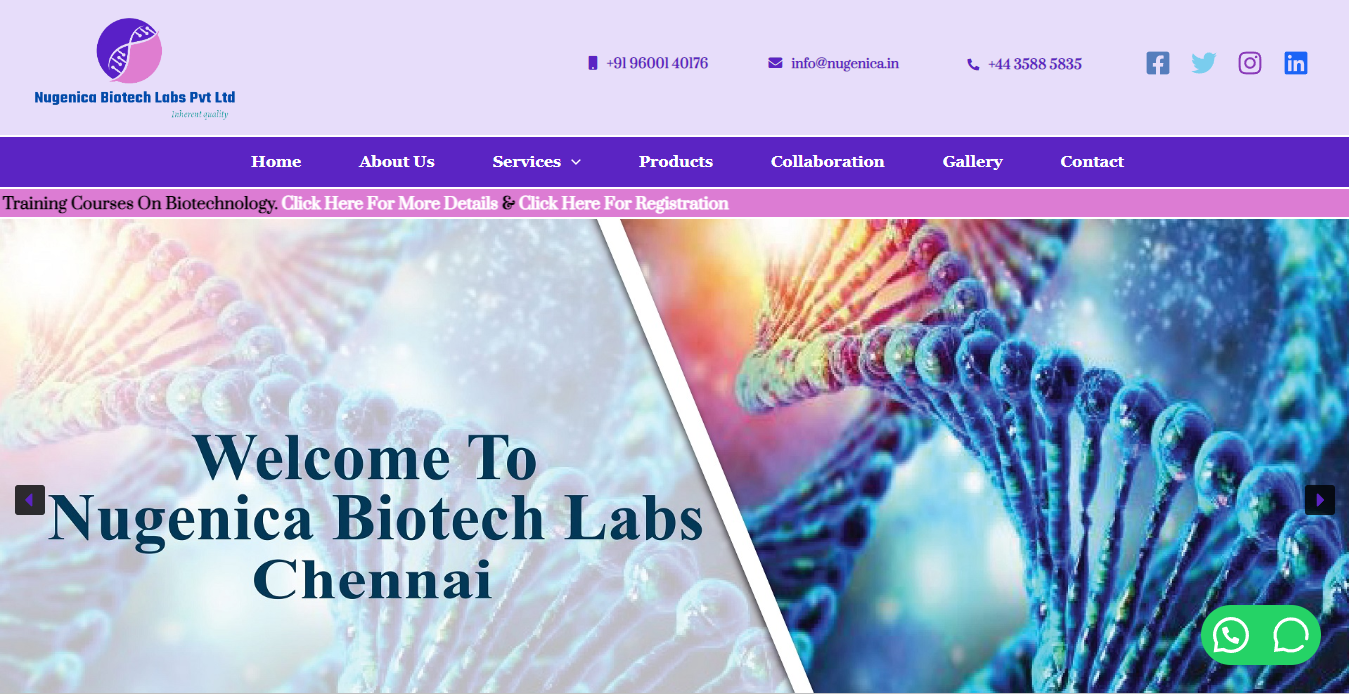 Nugenica Biotech Labs Pvt Ltd
Inherent quality
+91 96001 40176 info@nugenica.in +44 3588 5835
Home About Us Services Products Collaboration Gallery Contact
Training Courses On Biotechnology. Click Here For More Details & Click Here For Registration
Welcome To
Nugenica Biotech Labs
Chennai